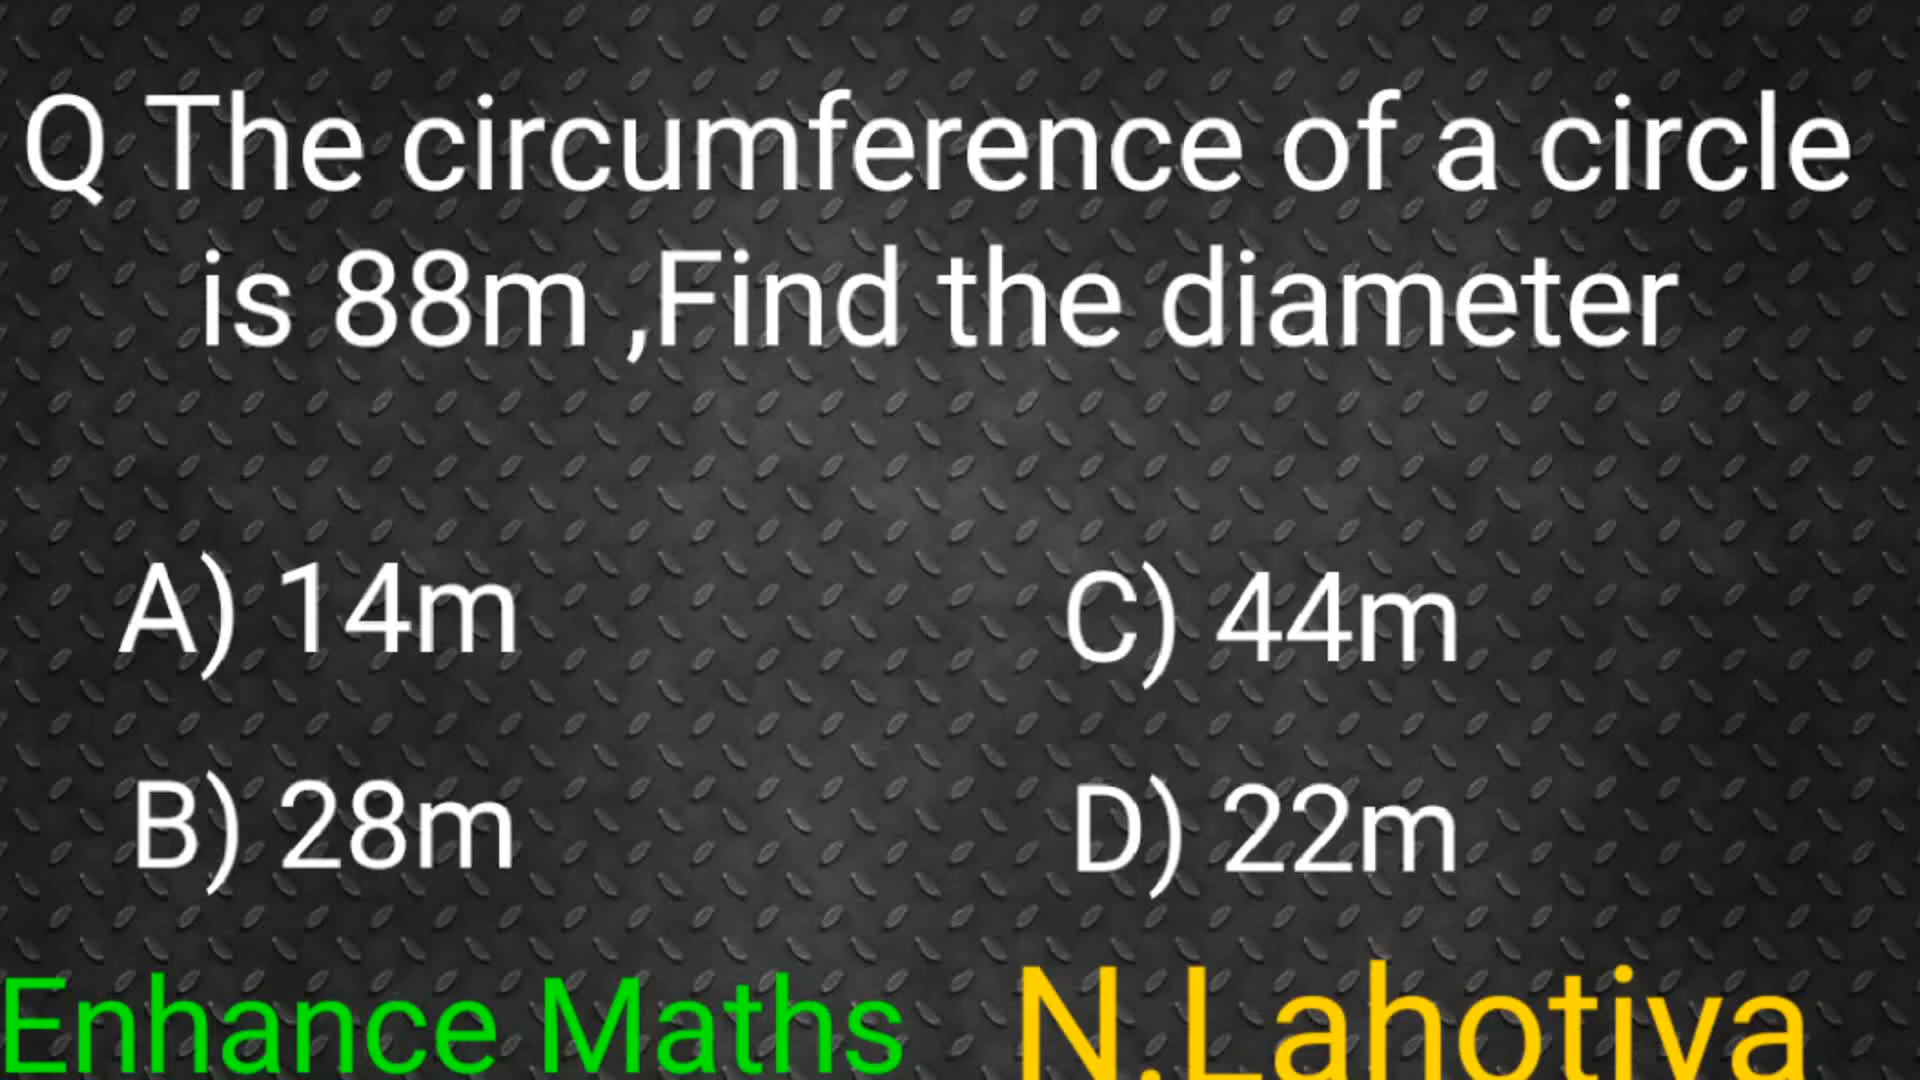 Q The circumference of a circle
is 88m ,Find the diameter
A) 14m
C) 44m
B) 28m
D) 22m
Enhance Maths
N.Lahotiya